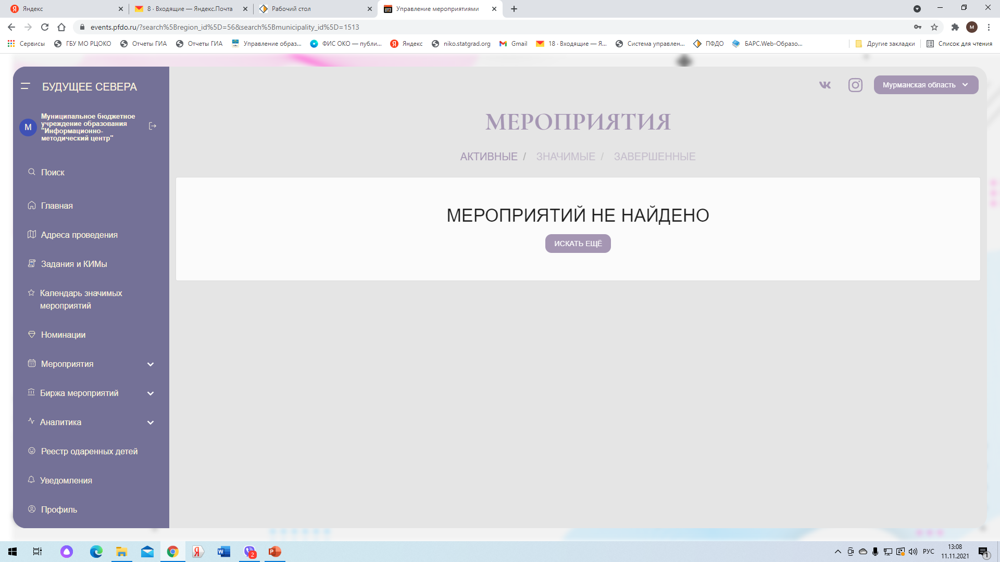 Яндекс
8 · Входящие — Яндекс.Почта
Рабочий стол
Управление мероприятиями
events.pfdo.ru/?search%5Bregion_id%5D=56&search%5Bmunicipality_id%5D=1513
М
Сервисы
ГБУ МО РЦОКО
Отчеты ГИА
Отчеты ГИА
Управление образ...
ФИС ОКО — публи...
Яндекс
niko.statgrad.org
Gmail
18 · Входящие — Я...
Система управлен...
ПФДО
БАРС.Web-Образо...
Другие закладки
Список для чтения
БУДУЩЕЕ СЕВЕРА
М
Муниципальное бюджетное
учреждение образования
"Информационно-
методический центр"
Поиск
Главная
Адреса проведения
Задания и КИМы
Календарь значимых
мероприятий
Номинации
Мероприятия
Биржа мероприятий
Аналитика
Реестр одаренных детей
Уведомления
Профиль
Мурманская область
МЕРОПРИЯТИЯ
АКТИВНЫЕ / ЗНАЧИМЫЕ / ЗАВЕРШЕННЫЕ
МЕРОПРИЯТИЙ НЕ НАЙДЕНО
ИСКАТЬ ЕЩЁ
2
РУС
13:08
11.11.2021
1